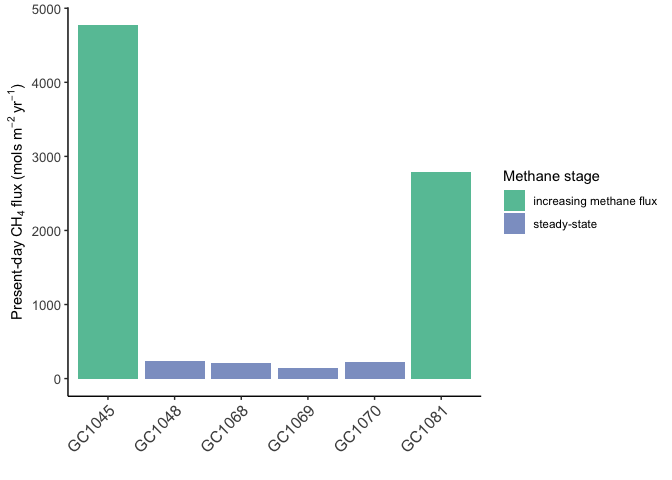 5000
4000
3000
2000
1000
0
Present-day CH₄ flux (mols m⁻² yr⁻¹)
GC1045
GC1048
GC1068
GC1069
GC1070
GC1081
Methane stage
increasing methane flux
steady-state